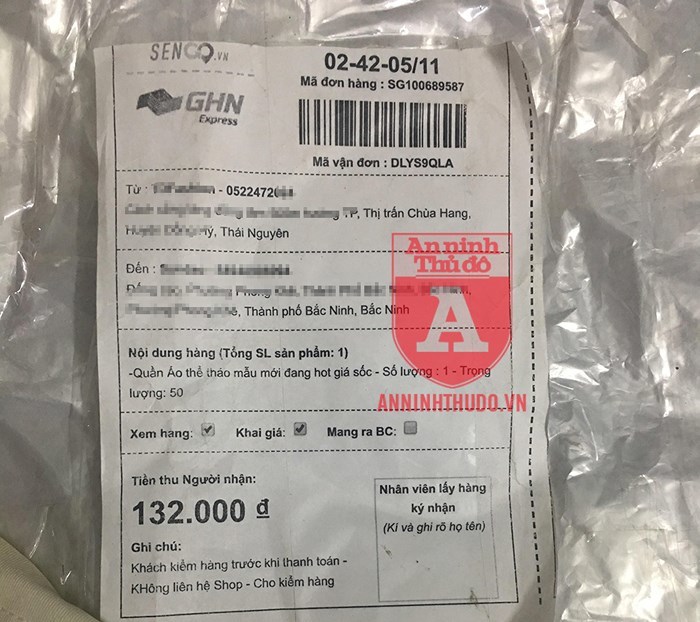 SENDO.VN
GHN
Express
02-42-05/11
Mã đơn hàng : SG100689587
Mã vận đơn : DLYS9QLA
Từ : - 0522472
TP, Thị trấn Chùa Hang,
Thái Nguyên
Đến :
Thành phố Bắc Ninh, Bắc Ninh
An ninh
Thủ đô
A
ANNINHTHUDO.VN
Nội dung hàng (Tổng SL sản phẩm: 1)
-Quần Áo thể tháo mẫu mới đang hot giá sốc - Số lượng : 1 - Trọng
lượng: 50
Xem hàng: Khai giá: Mang ra BC:
Tiền thu Người nhận:
132.000 đ
Ghi chú:
Khách kiểm hàng trước khi thanh toán -
KHông liên hệ Shop - Cho kiểm hàng
Nhân viên lấy hàng
ký nhận
(Kí và ghi rõ họ tên)